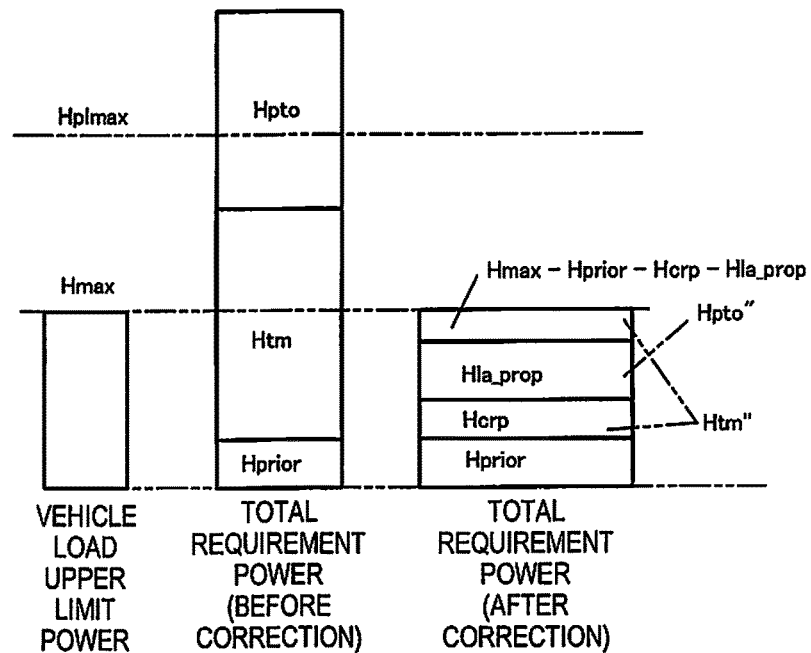 Hpto
Hplmax
Hmax - Hprior - Hcrp - Hla_prop
Hmax
Hpto"
Htm
Hla_prop
Hcrp
Htm"
Hprior
Hprior
VEHICLE
LOAD
UPPER
LIMIT
POWER
TOTAL
REQUIREMENT
POWER
(BEFORE
CORRECTION)
TOTAL
REQUIREMENT
POWER
(AFTER
CORRECTION)